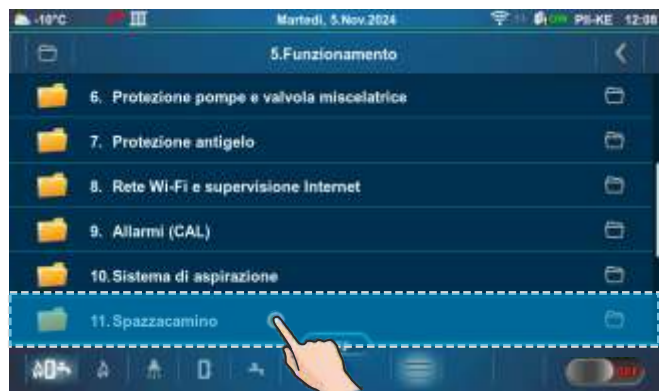 -10°C Martedì, 5.Nov.2024 PII-KE 12:08
5.Funzionamento
6. Protezione pompe e valvola miscelatrice
7. Protezione antigelo
8. Rete Wi-Fi e supervisione Internet
9. Allarmi (CAL)
10. Sistema di aspirazione
11. Spazzacamino
OFF